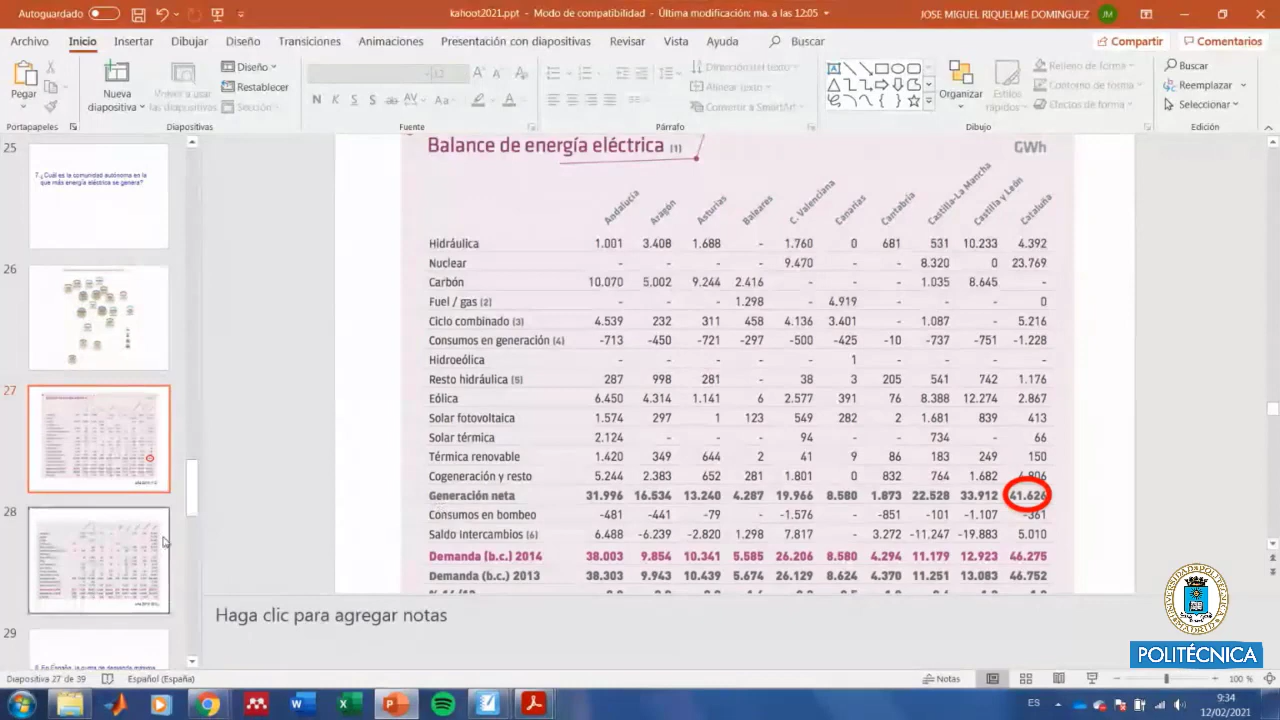 Autoguardado
kahoot2021.ppt - Modo de compatibilidad - Última modificación: ma. a las 12:05
JOSE MIGUEL RIQUELME DOMINGUEZ JM
Archivo Inicio Insertar Dibujar Diseño Transiciones Animaciones Presentación con diapositivas Revisar Vista Ayuda Buscar
Compartir Comentarios
Pegar
Nueva diapositiva
Volver a usar las diapositivas
Diseño
Restablecer
Sección
N K S S ab AV Aa A
Dirección del texto
Alinear texto
Convertir a SmartArt
Organizar
Estilos rápidos
Relleno de forma
Contorno de forma
Efectos de forma
Buscar
Reemplazar
Seleccionar
Portapapeles Diapositivas Fuente Párrafo Dibujo Edición
25
7. ¿Cuál es la comunidad autónoma en la
que más energía eléctrica se genera?
26
27
28
29
Balance de energía eléctrica (1) GWh
Andalucía Aragón Asturias Baleares C. Valenciana Canarias Cantabria Castilla-La Mancha Castilla y León Cataluña
Hidráulica 1.001 3.408 1.688 - 1.760 0 681 531 10.233 4.392
Nuclear - - - - 9.470 - - 8.320 0 23.769
Carbón 10.070 5.002 9.244 2.416 - - - 1.035 8.645 -
Fuel / gas (2) - - - 1.298 - 4.919 - - - 0
Ciclo combinado (3) 4.539 232 311 458 4.136 3.401 - 1.087 - 5.216
Consumos en generación (4) -713 -450 -721 -297 -500 -425 -10 -737 -751 -1.228
Hidroeólica - - - - - 1 - - - -
Resto hidráulica (5) 287 998 281 - 38 3 205 541 742 1.176
Eólica 6.450 4.314 1.141 6 2.577 391 76 8.388 12.274 2.867
Solar fotovoltaica 1.574 297 1 123 549 282 2 1.681 839 413
Solar térmica 2.124 - - - 94 - - 734 - 66
Térmica renovable 1.420 349 644 2 41 9 86 183 249 150
Cogeneración y resto 5.244 2.383 652 281 1.801 0 832 764 1.682 1.806
Generación neta 31.996 16.534 13.240 4.287 19.966 8.580 1.873 22.528 33.912 41.626
Consumos en bombeo -481 -441 -79 - -1.576 - -851 -101 -1.107 -361
Saldo Intercambios (6) 6.488 -6.239 -2.820 1.298 7.817 - 3.272 -11.247 -19.883 5.010
Demanda (b.c.) 2014 38.003 9.854 10.341 5.585 26.206 8.580 4.294 11.179 12.923 46.275
Demanda (b.c.) 2013 38.303 9.943 10.439 5.674 26.129 8.624 4.370 11.251 13.083 46.752
Haga clic para agregar notas
POLITÉCNICA
Diapositiva 27 de 39 Español (España) Notas 100 %
ES 9:34
12/02/2021